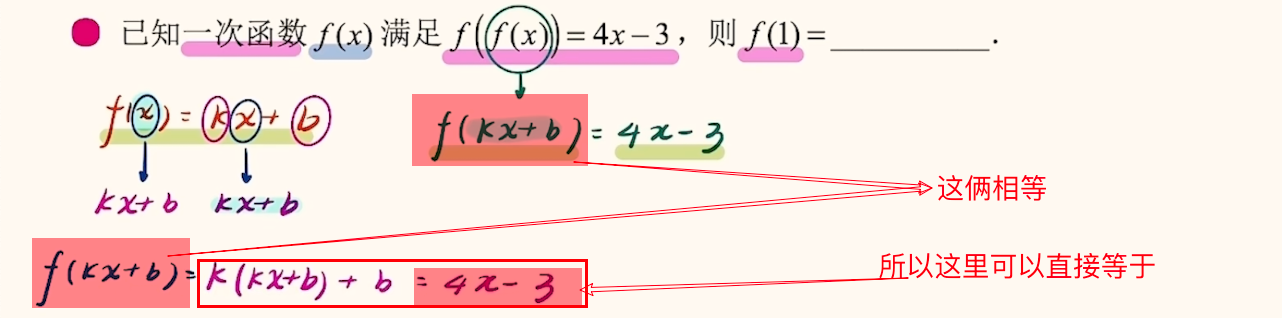 已知一次函数 f(x) 满足 f(f(x))=4x-3，则 f(1)=__________.
f(x) = kx+b
f(kx+b) = 4x-3
kx+b kx+b
这俩相等
f(kx+b) = k(kx+b)+b = 4x-3
所以这里可以直接等于